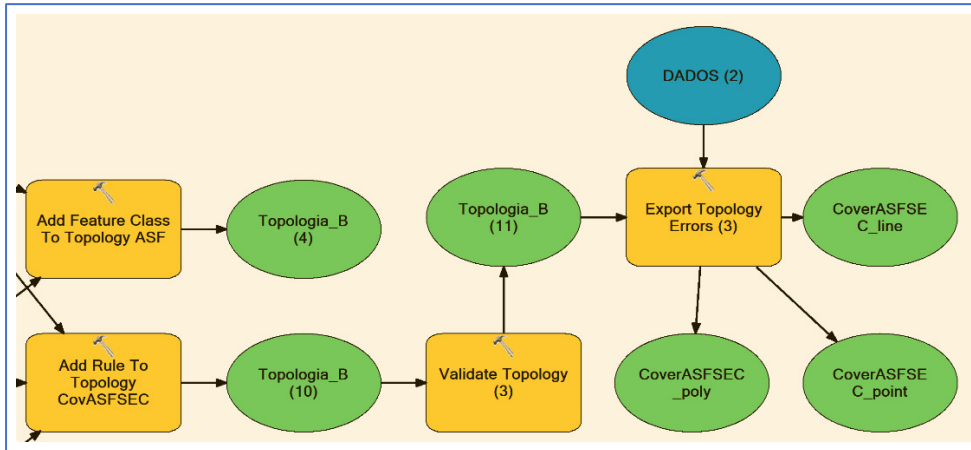 DADOS (2)
Add Feature Class
To Topology ASF
Topologia_B
(4)
Topologia_B
(11)
Export Topology
Errors (3)
CoverASFSE
C_line
Add Rule To
Topology
CovASFSEC
Topologia_B
(10)
Validate Topology
(3)
CoverASFSEC
_poly
CoverASFSE
C_point